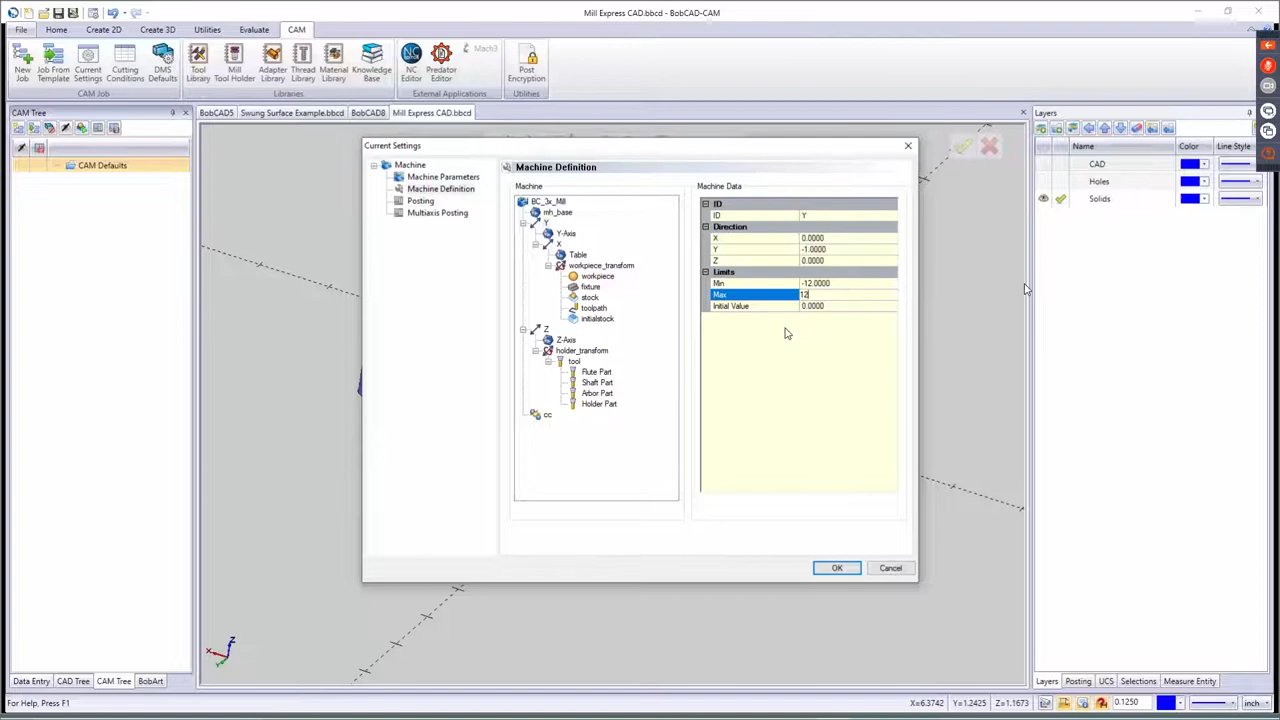 Mill Express CAD.bbcd - BobCAD-CAM
File Home Create 2D Create 3D Utilities Evaluate CAM
New Job
Job From Template
Current Settings
Cutting Conditions
DMS Defaults
Tool Library
Mill Tool Holder
Adapter Library
Thread Library
Material Library
Knowledge Base
NC Editor
Predator Editor
Mach3
Post Encryption
CAM Job Libraries External Applications Utilities
CAM Tree
BobCAD5 Swung Surface Example.bbcd BobCAD8 Mill Express CAD.bbcd
Layers
Name Color Line Style
CAD
Holes
Solids
CAM Defaults
Current Settings
Machine
Machine Parameters
Machine Definition
Posting
Multiaxis Posting
Machine Definition
Machine
BC_3x_Mill
mh_base
Y
Y-Axis
X
Table
workpiece_transform
workpiece
fixture
stock
toolpath
initialstock
Z
Z-Axis
holder_transform
tool
Flute Part
Shaft Part
Arbor Part
Holder Part
cc
Machine Data
ID
ID Y
Direction
X 0.0000
Y -1.0000
Z 0.0000
Limits
Min -12.0000
Max 12
Initial Value 0.0000
OK Cancel
Z
X
Y
Data Entry CAD Tree CAM Tree BobArt
Layers Posting UCS Selections Measure Entity
For Help, Press F1
X=6.3742 Y=1.2425 Z=1.1673 0.1250 inch